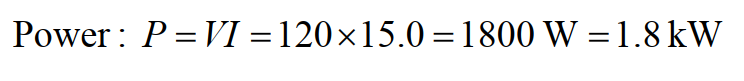 Power : P = VI = 120×15.0 = 1800 W = 1.8 kW